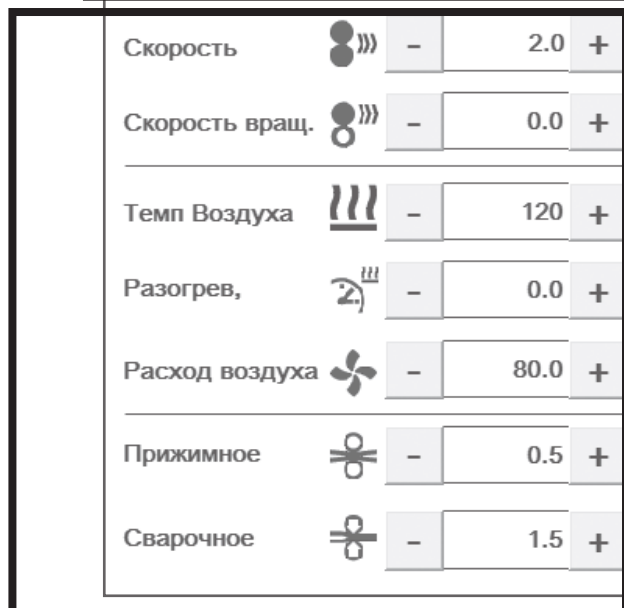 Скорость - 2.0 +
Скорость вращ. - 0.0 +
Темп Воздуха - 120 +
Разогрев, - 0.0 +
Расход воздуха - 80.0 +
Прижимное - 0.5 +
Сварочное - 1.5 +